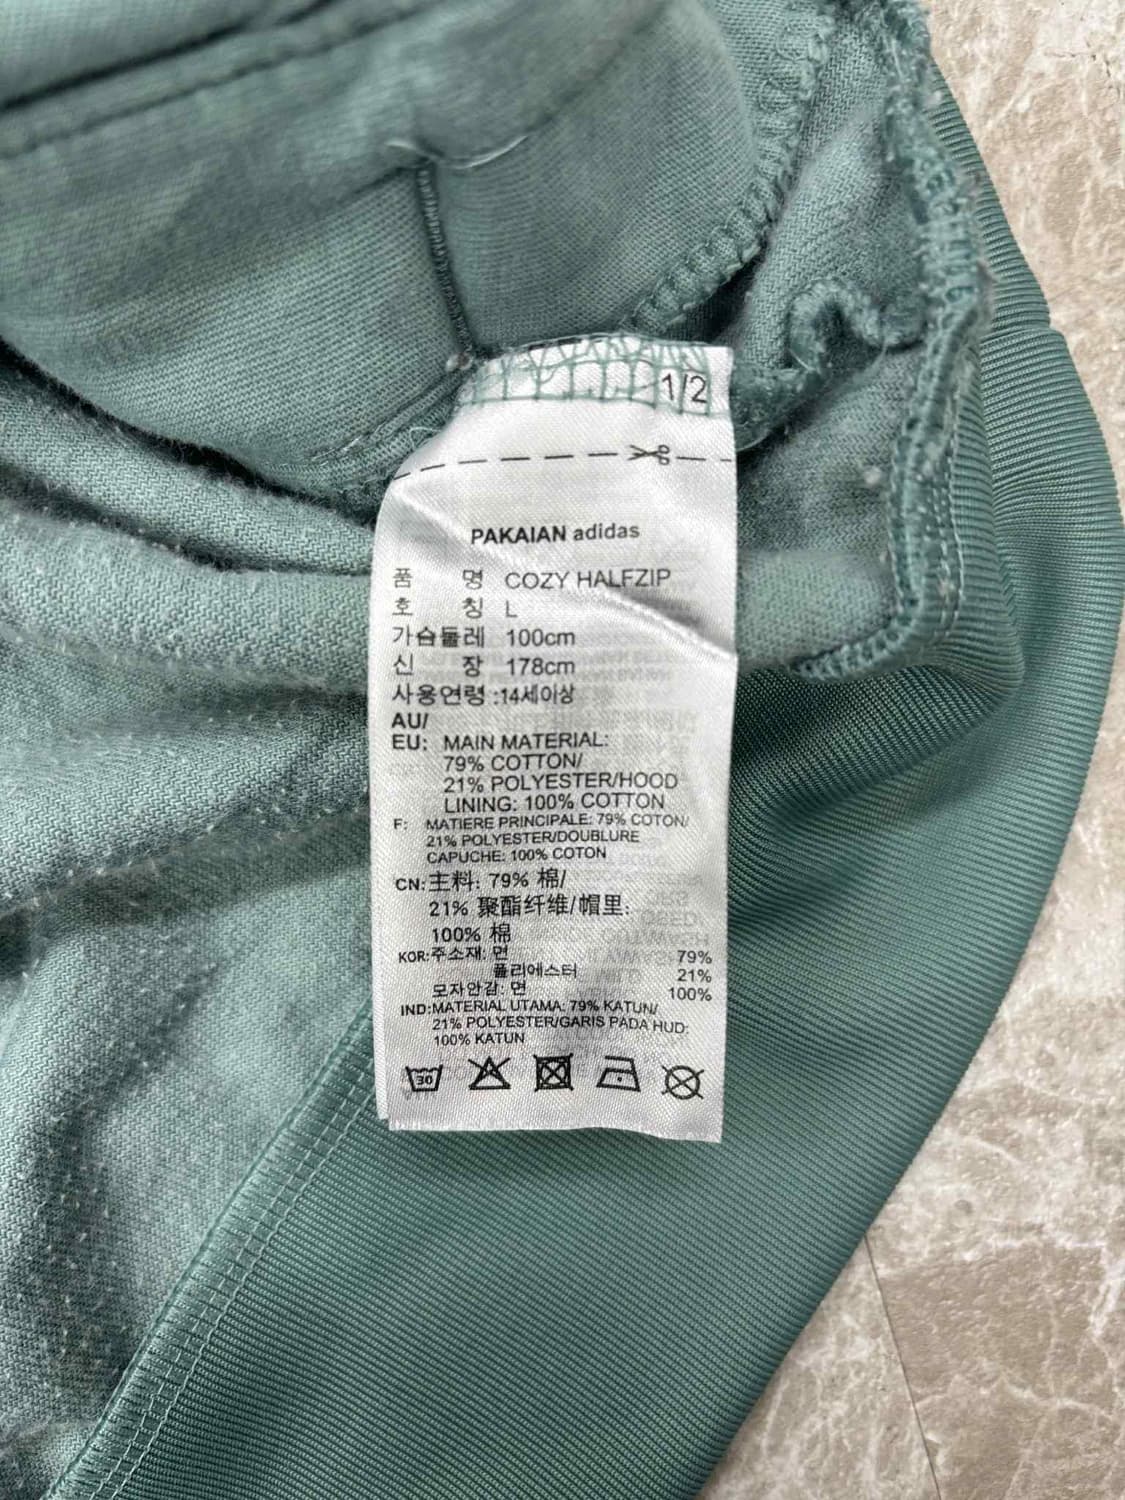 1/2
PAKAIAN adidas
품 명 COZY HALFZIP
호 칭 L
가슴둘레 100cm
신 장 178cm
사용연령 :14세이상
AU/
EU: MAIN MATERIAL:
79% COTTON/
21% POLYESTER/HOOD
LINING: 100% COTTON
F: MATIERE PRINCIPALE: 79% COTON/
21% POLYESTER/DOUBLURE
CAPUCHE: 100% COTON
CN: 主料: 79% 棉/
21% 聚酯纤维/帽里:
100% 棉
KOR: 주소재: 면 79%
폴리에스터 21%
모자안감: 면 100%
IND: MATERIAL UTAMA: 79% KATUN/
21% POLYESTER/GARIS PADA HUD:
100% KATUN
30